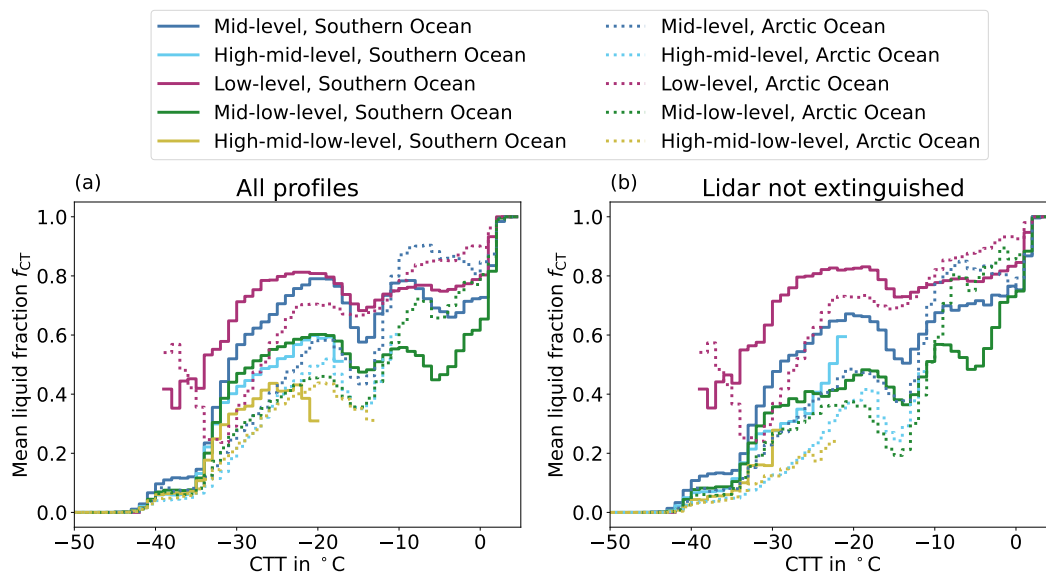 Mid-level, Southern Ocean
High-mid-level, Southern Ocean
Low-level, Southern Ocean
Mid-low-level, Southern Ocean
High-mid-low-level, Southern Ocean
Mid-level, Arctic Ocean
High-mid-level, Arctic Ocean
Low-level, Arctic Ocean
Mid-low-level, Arctic Ocean
High-mid-low-level, Arctic Ocean
(a)
All profiles
Mean liquid fraction f_CT
1.0
0.8
0.6
0.4
0.2
0.0
−50 −40 −30 −20 −10 0
CTT in °C
(b)
Lidar not extinguished
Mean liquid fraction f_CT
1.0
0.8
0.6
0.4
0.2
0.0
−50 −40 −30 −20 −10 0
CTT in °C